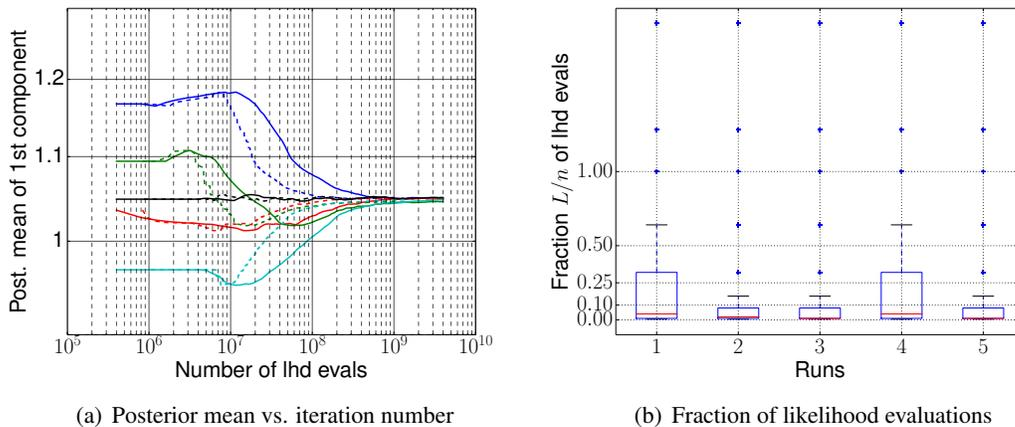 Post. mean of 1st component
1.2
1.1
1
10^5 10^6 10^7 10^8 10^9 10^10
Number of lhd evals
(a) Posterior mean vs. iteration number
Fraction L/n of lhd evals
1.00
0.50
0.25
0.10
0.00
1 2 3 4 5
Runs
(b) Fraction of likelihood evaluations